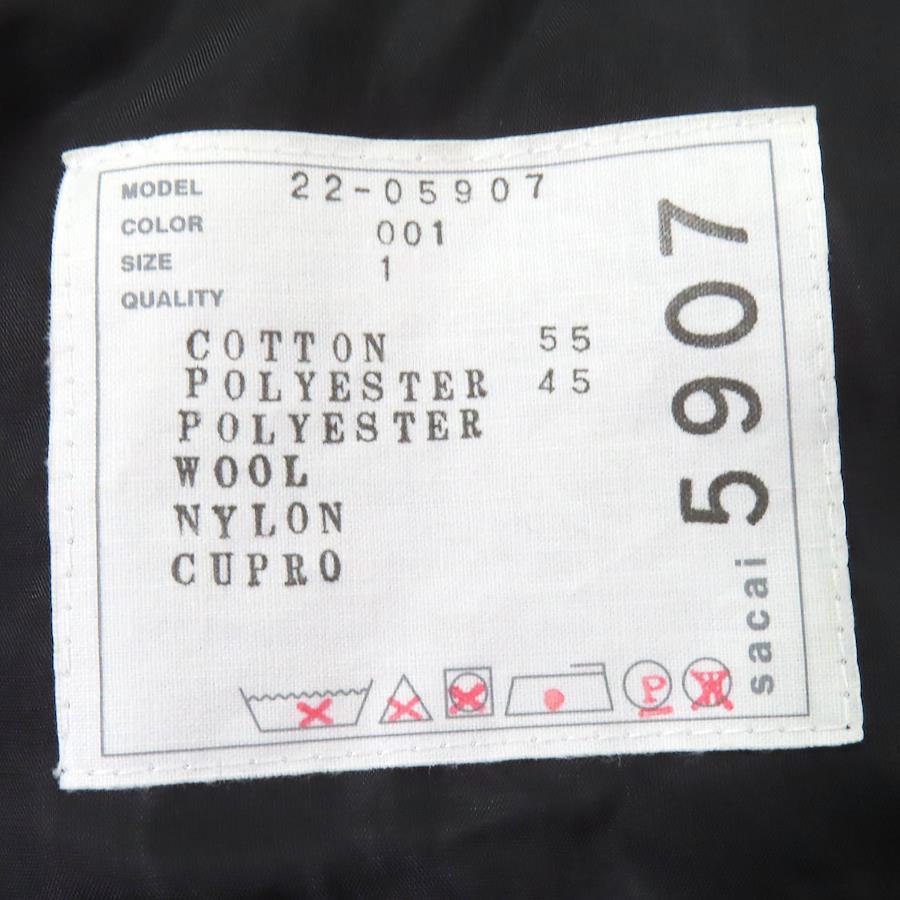 MODEL 22-05907
COLOR 001
SIZE 1
QUALITY
COTTON 55
POLYESTER 45
POLYESTER
WOOL
NYLON
CUPRO
P W
sacai 5907